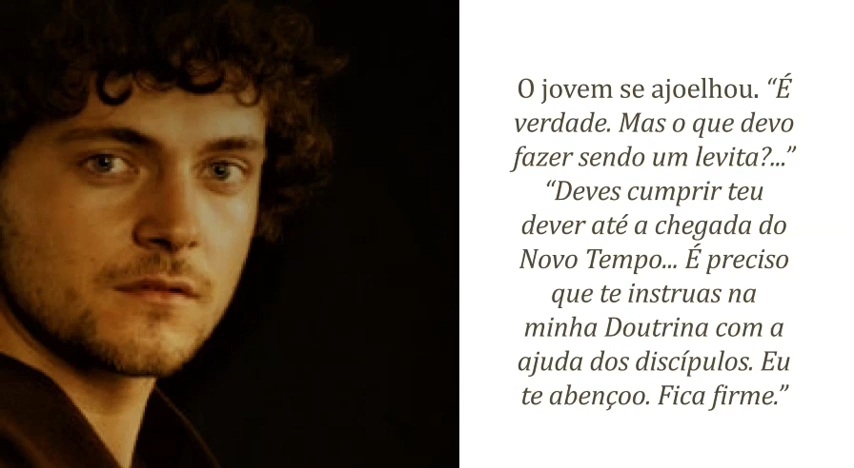 O jovem se ajoelhou. “É
verdade. Mas o que devo
fazer sendo um levita?...”
“Deves cumprir teu
dever até a chegada do
Novo Tempo... É preciso
que te instruas na
minha Doutrina com a
ajuda dos discípulos. Eu
te abençoo. Fica firme.”